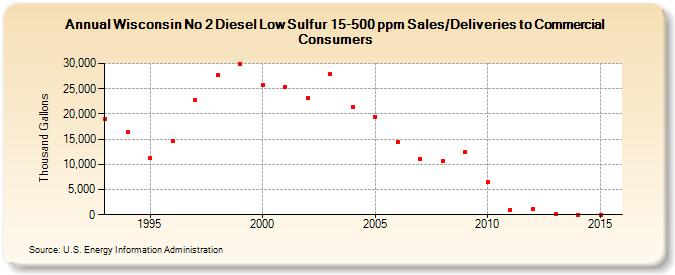 Annual Wisconsin No 2 Diesel Low Sulfur 15-500 ppm Sales/Deliveries to Commercial
Consumers
Thousand Gallons
30,000
25,000
20,000
15,000
10,000
5,000
0
1995 2000 2005 2010 2015
Source: U.S. Energy Information Administration